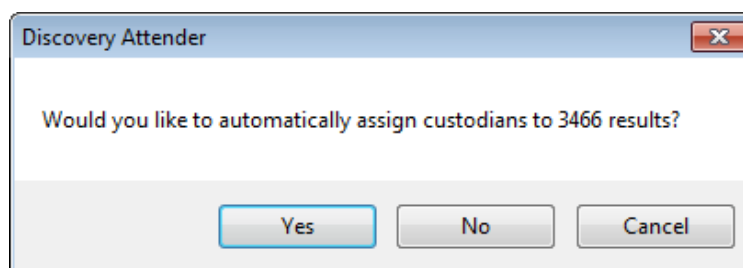 Discovery Attender
Would you like to automatically assign custodians to 3466 results?
Yes No Cancel